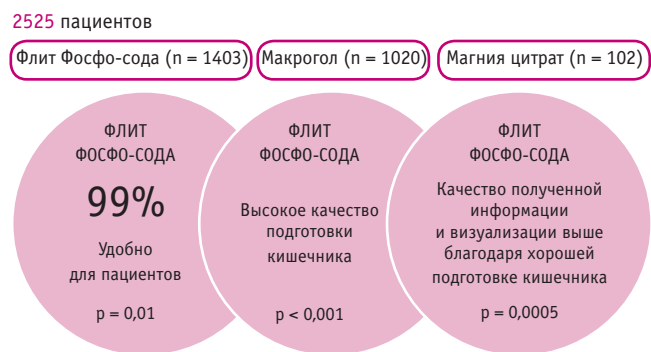 2525 пациентов
Флит Фосфо-сода (n = 1403)
Макрогол (n = 1020)
Магния цитрат (n = 102)
ФЛИТ
ФОСФО-СОДА
99%
Удобно
для пациентов
p = 0,01
ФЛИТ
ФОСФО-СОДА
Высокое качество
подготовки
кишечника
p < 0,001
ФЛИТ
ФОСФО-СОДА
Качество полученной
информации
и визуализации выше
благодаря хорошей
подготовке кишечника
p = 0,0005